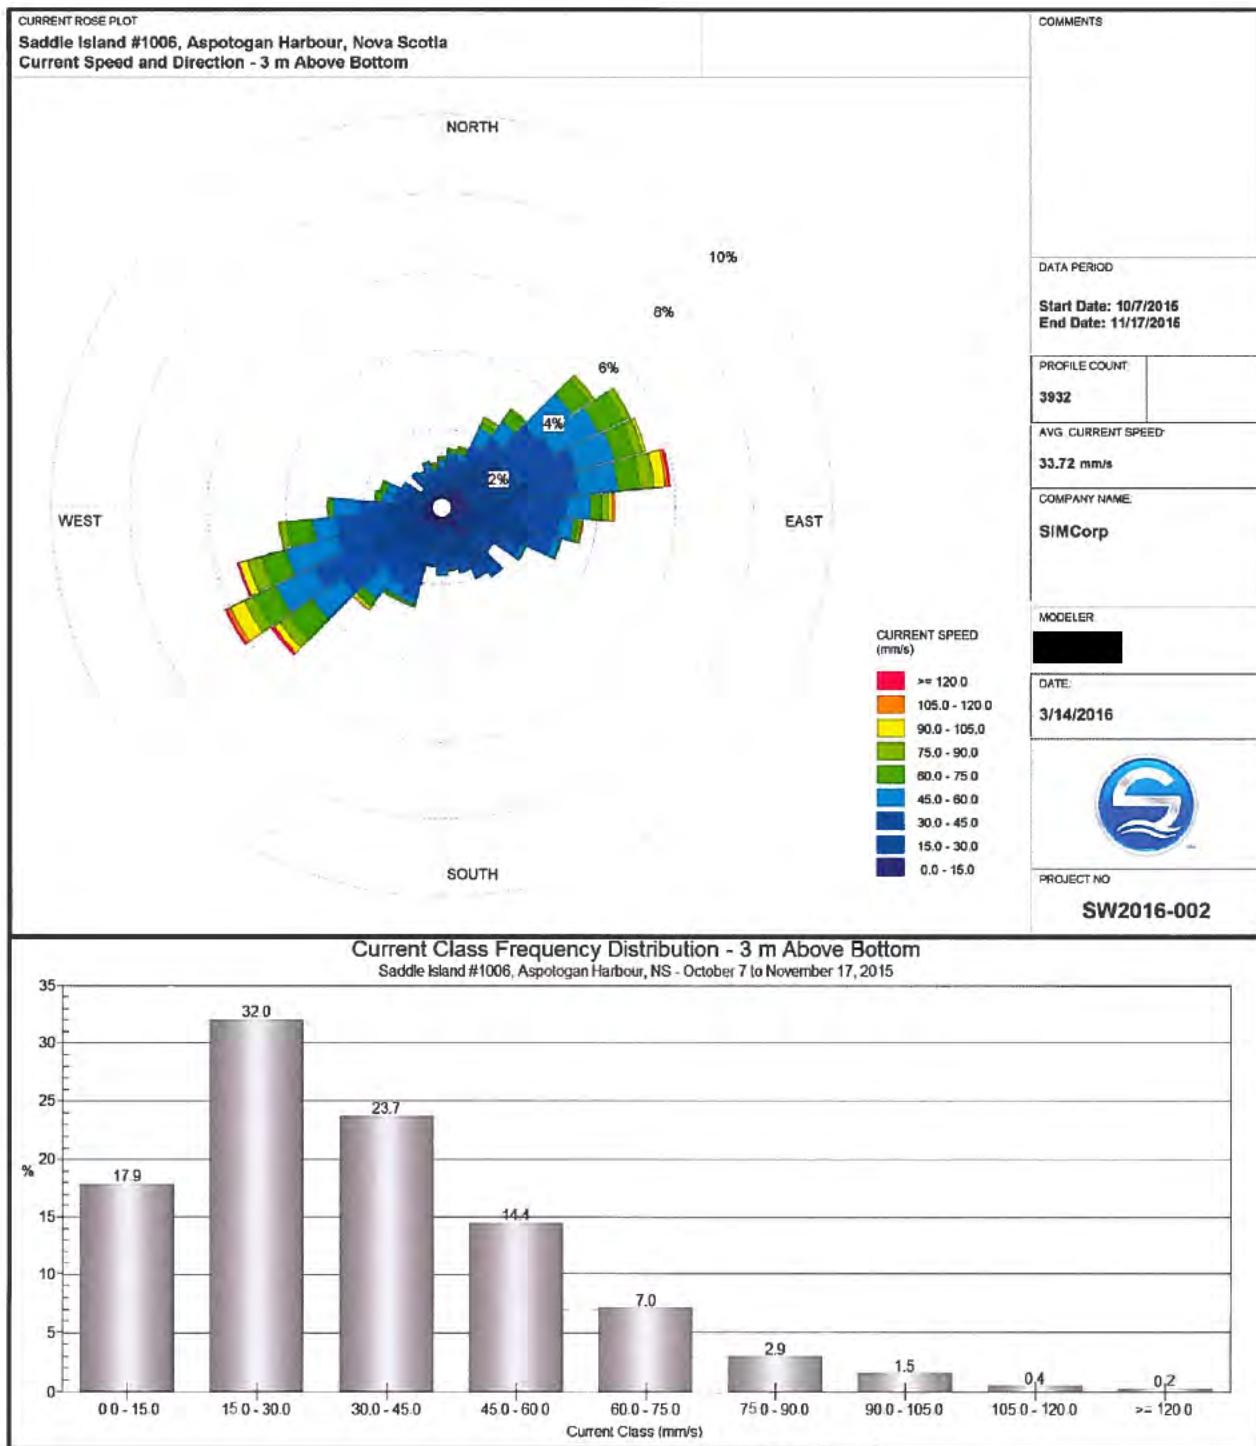 CURRENT ROSE PLOT
Saddle Island #1006, Aspotogan Harbour, Nova Scotia
Current Speed and Direction - 3 m Above Bottom
COMMENTS
NORTH
10%
8%
6%
4%
2%
WEST
EAST
SOUTH
CURRENT SPEED
(mm/s)
>= 120.0
105.0 - 120.0
90.0 - 105.0
75.0 - 90.0
60.0 - 75.0
45.0 - 60.0
30.0 - 45.0
15.0 - 30.0
0.0 - 15.0
DATA PERIOD
Start Date: 10/7/2015
End Date: 11/17/2015
PROFILE COUNT:
3932
AVG. CURRENT SPEED:
33.72 mm/s
COMPANY NAME:
SIMCorp
MODELER
DATE:
3/14/2016
PROJECT NO
SW2016-002
Current Class Frequency Distribution - 3 m Above Bottom
Saddle Island #1006, Aspotogan Harbour, NS - October 7 to November 17, 2015
35
30
25
20
%
15
10
5
0
17.9
32.0
23.7
14.4
7.0
2.9
1.5
0.4
0.2
0.0 - 15.0
15.0 - 30.0
30.0 - 45.0
45.0 - 60.0
60.0 - 75.0
75.0 - 90.0
90.0 - 105.0
105.0 - 120.0
>= 120.0
Current Class (mm/s)